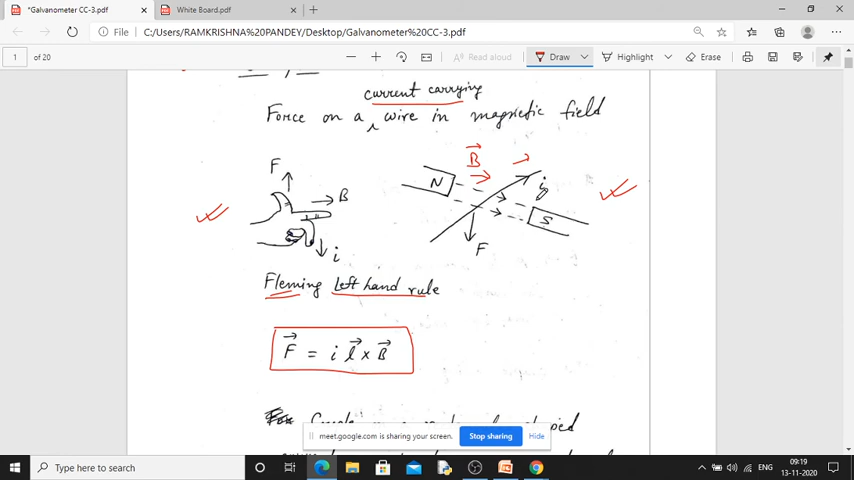 *Galvanometer CC-3.pdf
White Board.pdf
C:/Users/RAMKRISHNA%20PANDEY/Desktop/Galvanometer%20CC-3.pdf
1 of 20
Read aloud
Draw
Highlight
Erase
current carrying
Force on a wire in magnetic field
F
B
i
B
N
S
i
F
Fleming left hand rule
F = i l x B
meet.google.com is sharing your screen.
Stop sharing
Hide
Type here to search
ENG
09:19
13-11-2020